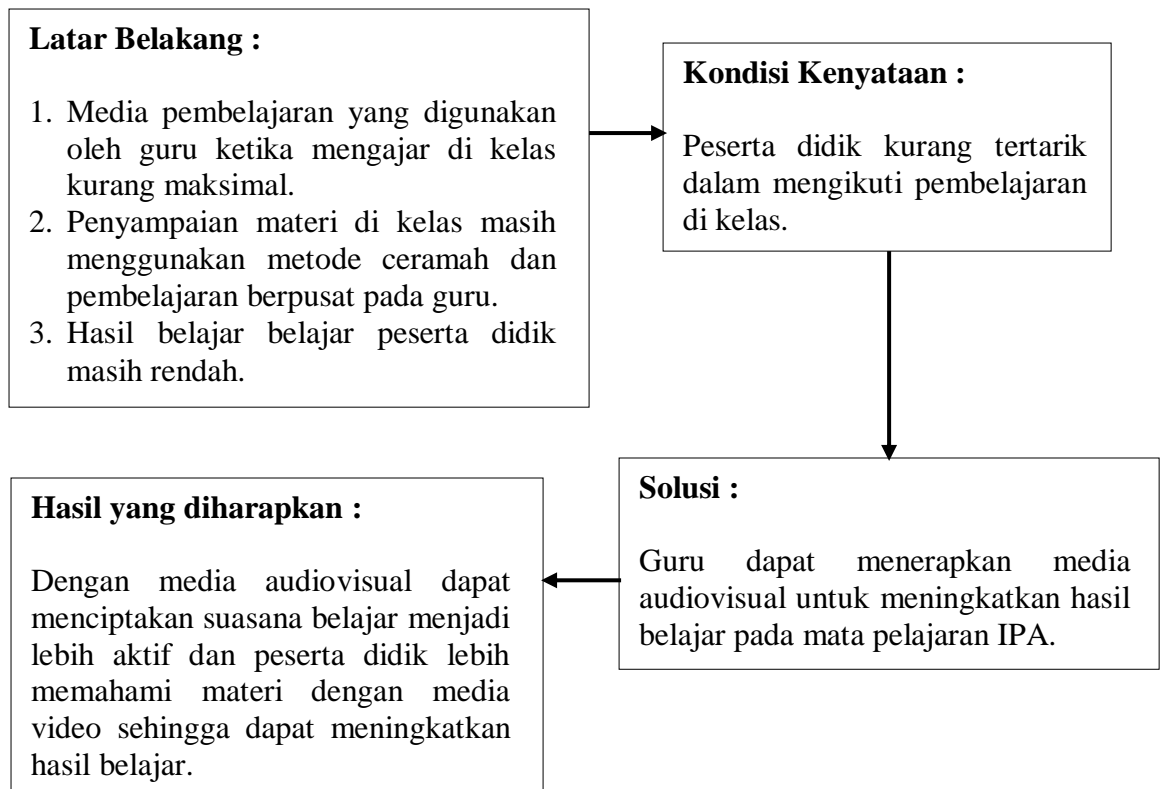 Latar Belakang :
1. Media pembelajaran yang digunakan
oleh guru ketika mengajar di kelas
kurang maksimal.
2. Penyampaian materi di kelas masih
menggunakan metode ceramah dan
pembelajaran berpusat pada guru.
3. Hasil belajar belajar peserta didik
masih rendah.
Kondisi Kenyataan :
Peserta didik kurang tertarik
dalam mengikuti pembelajaran
di kelas.
Solusi :
Guru dapat menerapkan media
audiovisual untuk meningkatkan hasil
belajar pada mata pelajaran IPA.
Hasil yang diharapkan :
Dengan media audiovisual dapat
menciptakan suasana belajar menjadi
lebih aktif dan peserta didik lebih
memahami materi dengan media
video sehingga dapat meningkatkan
hasil belajar.